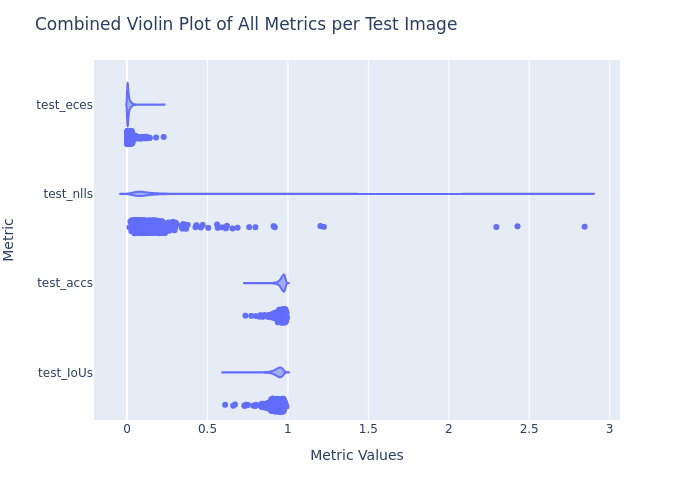 Combined Violin Plot of All Metrics per Test Image
test_eces
test_nlls
test_accs
test_IoUs
Metric
0 0.5 1 1.5 2 2.5 3
Metric Values